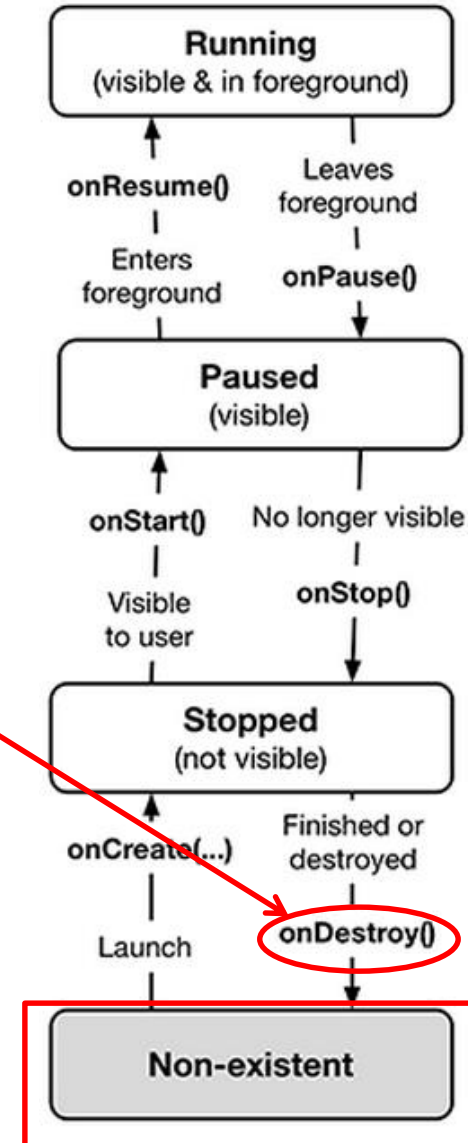 Running
(visible & in foreground)
onResume()
Enters
foreground
Leaves
foreground
onPause()
Paused
(visible)
onStart()
Visible
to user
No longer visible
onStop()
Stopped
(not visible)
onCreate(...)
Launch
Finished or
destroyed
onDestroy()
Non-existent